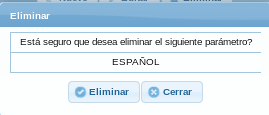 Eliminar
Está seguro que desea eliminar el siguiente parámetro?
ESPAÑOL
Eliminar Cerrar